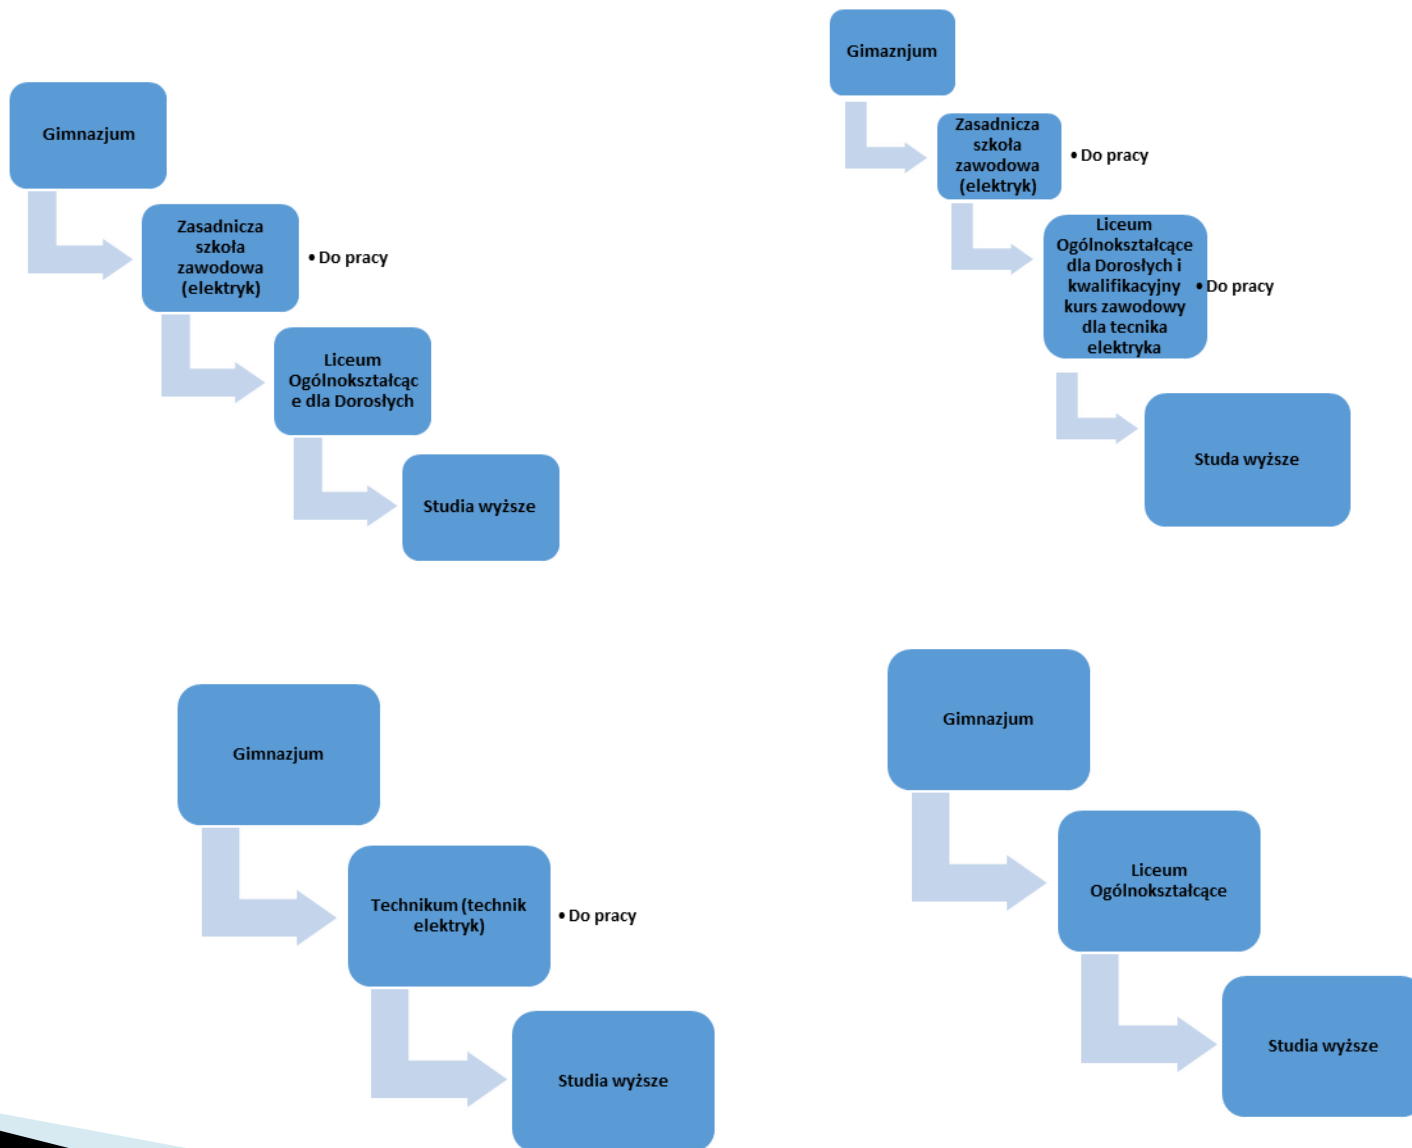 Gimnazjum
Zasadnicza
szkoła
zawodowa
(elektryk)
• Do pracy
Liceum
Ogólnokształcąc
e dla Dorosłych
Studia wyższe
Gimaznjum
Zasadnicza
szkoła
zawodowa
(elektryk)
• Do pracy
Liceum
Ogólnokształcące
dla Dorosłych i
kwalifikacyjny
kurs zawodowy
dla tecnika
elektryka
• Do pracy
Studa wyższe
Gimnazjum
Technikum (technik
elektryk)
• Do pracy
Studia wyższe
Gimnazjum
Liceum
Ogólnokształcące
Studia wyższe